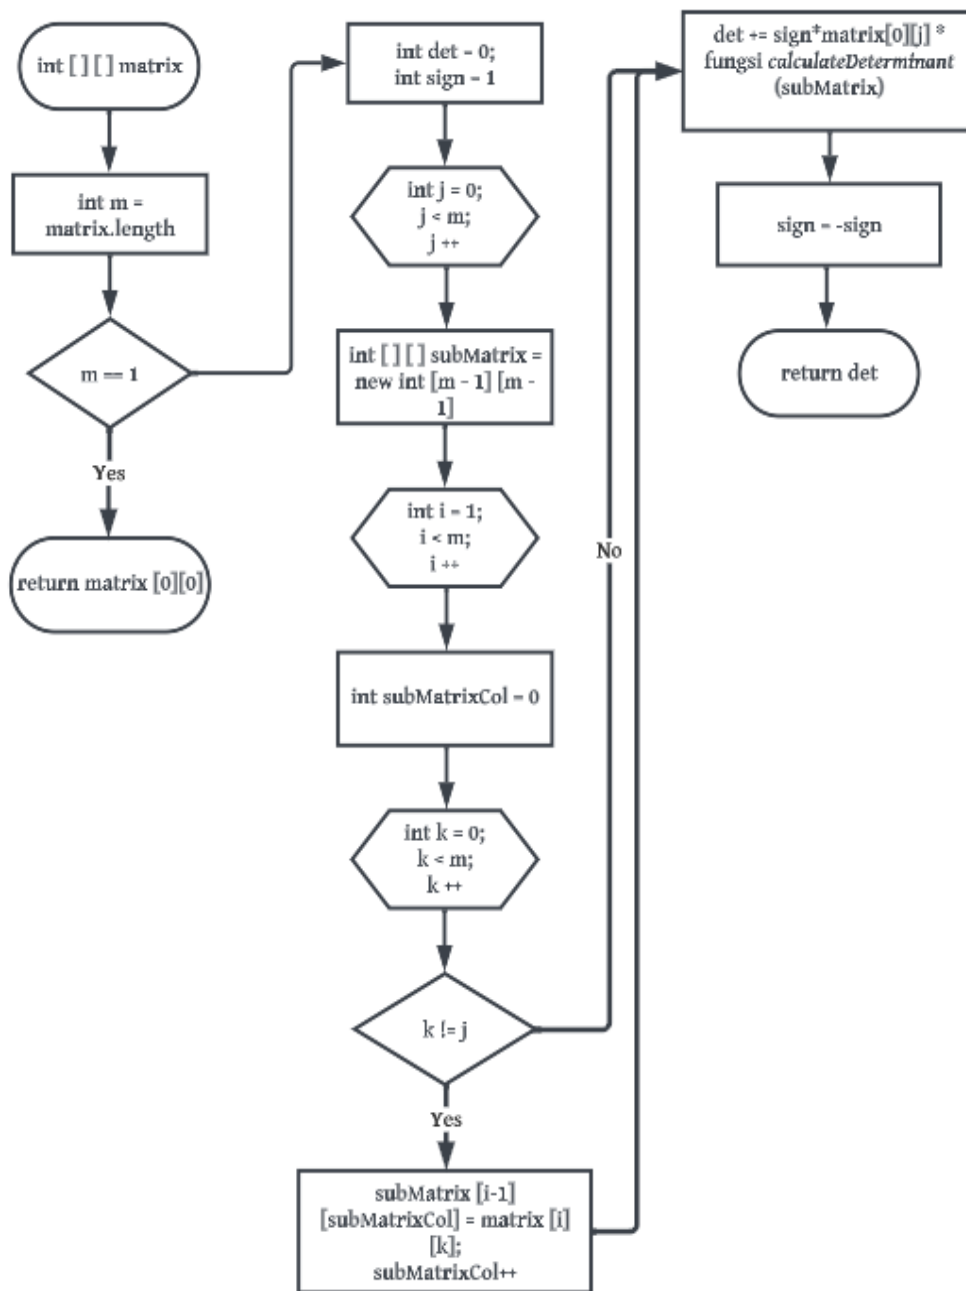 int [ ] [ ] matrix
int m =
matrix.length
m == 1
Yes
return matrix [0][0]
int det = 0;
int sign = 1
int j = 0;
j < m;
j ++
int [ ] [ ] subMatrix =
new int [m - 1] [m -
1]
int i = 1;
i < m;
i ++
int subMatrixCol = 0
int k = 0;
k < m;
k ++
k != j
Yes
subMatrix [i-1]
[subMatrixCol] = matrix [i]
[k];
subMatrixCol++
No
det += sign*matrix[0][j] *
fungsi calculateDeterminant
(subMatrix)
sign = -sign
return det